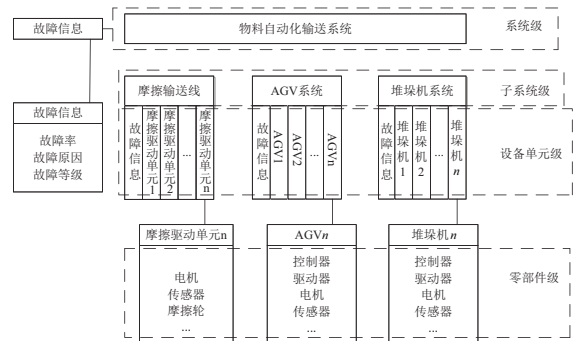 故障信息
物料自动化输送系统
系统级
故障信息
故障率
故障原因
故障等级
摩擦输送线
AGV系统
堆垛机系统
子系统级
故障信息
摩擦驱动单元1
摩擦驱动单元2
...
摩擦驱动单元n
故障信息
AGV1
AGV2
...
AGVn
故障信息
堆垛机1
堆垛机2
...
堆垛机n
设备单元级
摩擦驱动单元n
电机
传感器
摩擦轮
...
AGVn
控制器
驱动器
电机
传感器
...
堆垛机n
控制器
驱动器
电机
传感器
...
零部件级